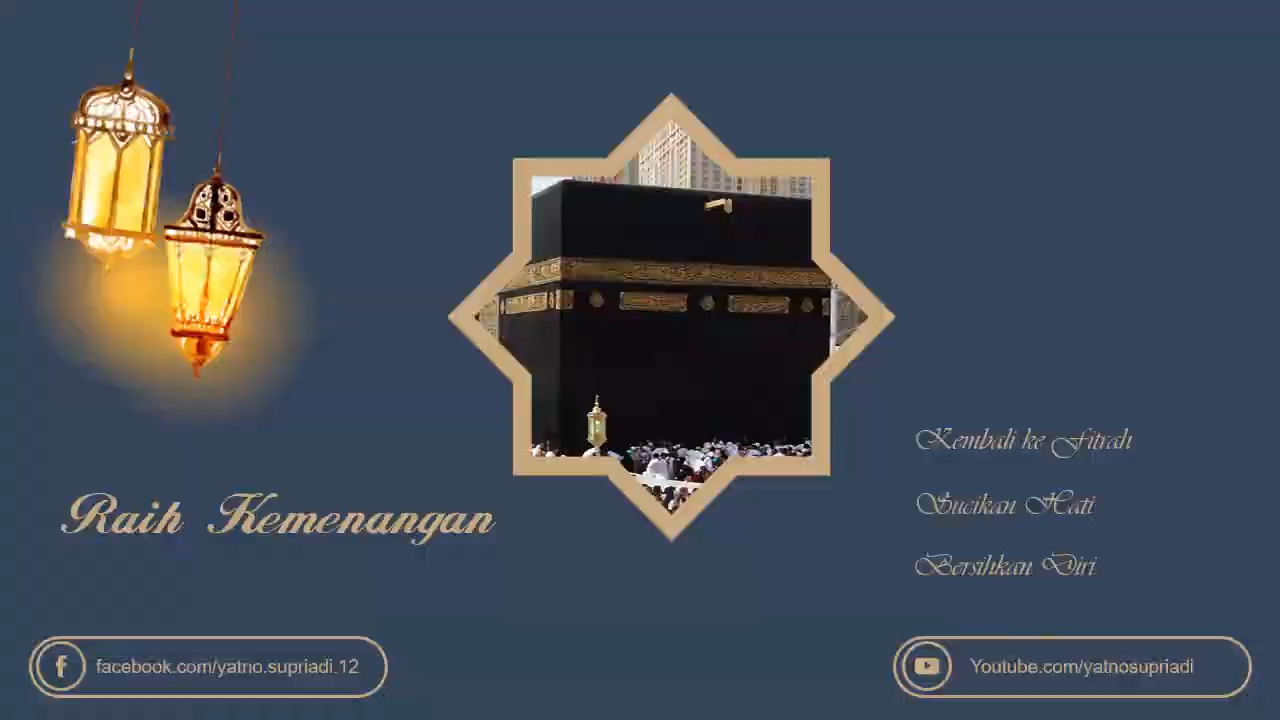 Raih Kemenangan
Kembali ke Fitrah
Sucikan Hati
Bersihkan Diri
facebook.com/yatno.supriadi.12
Youtube.com/yatnosupriadi